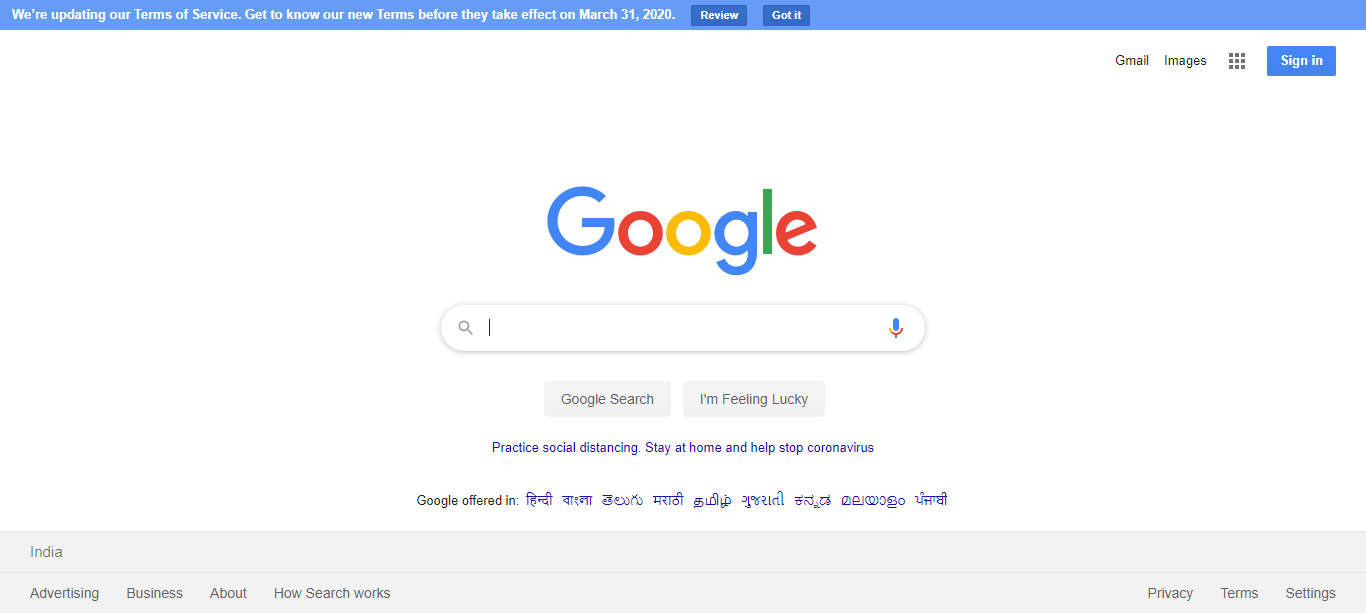 We're updating our Terms of Service. Get to know our new Terms before they take effect on March 31, 2020. Review Got it
Gmail Images Sign in
Google
Google Search I'm Feeling Lucky
Practice social distancing. Stay at home and help stop coronavirus
Google offered in: हिन्दी বাংলা తెలుగు मराठी தமிழ் ગુજરાતી ಕನ್ನಡ മലയാളം ਪੰਜਾਬੀ
India
Advertising Business About How Search works Privacy Terms Settings